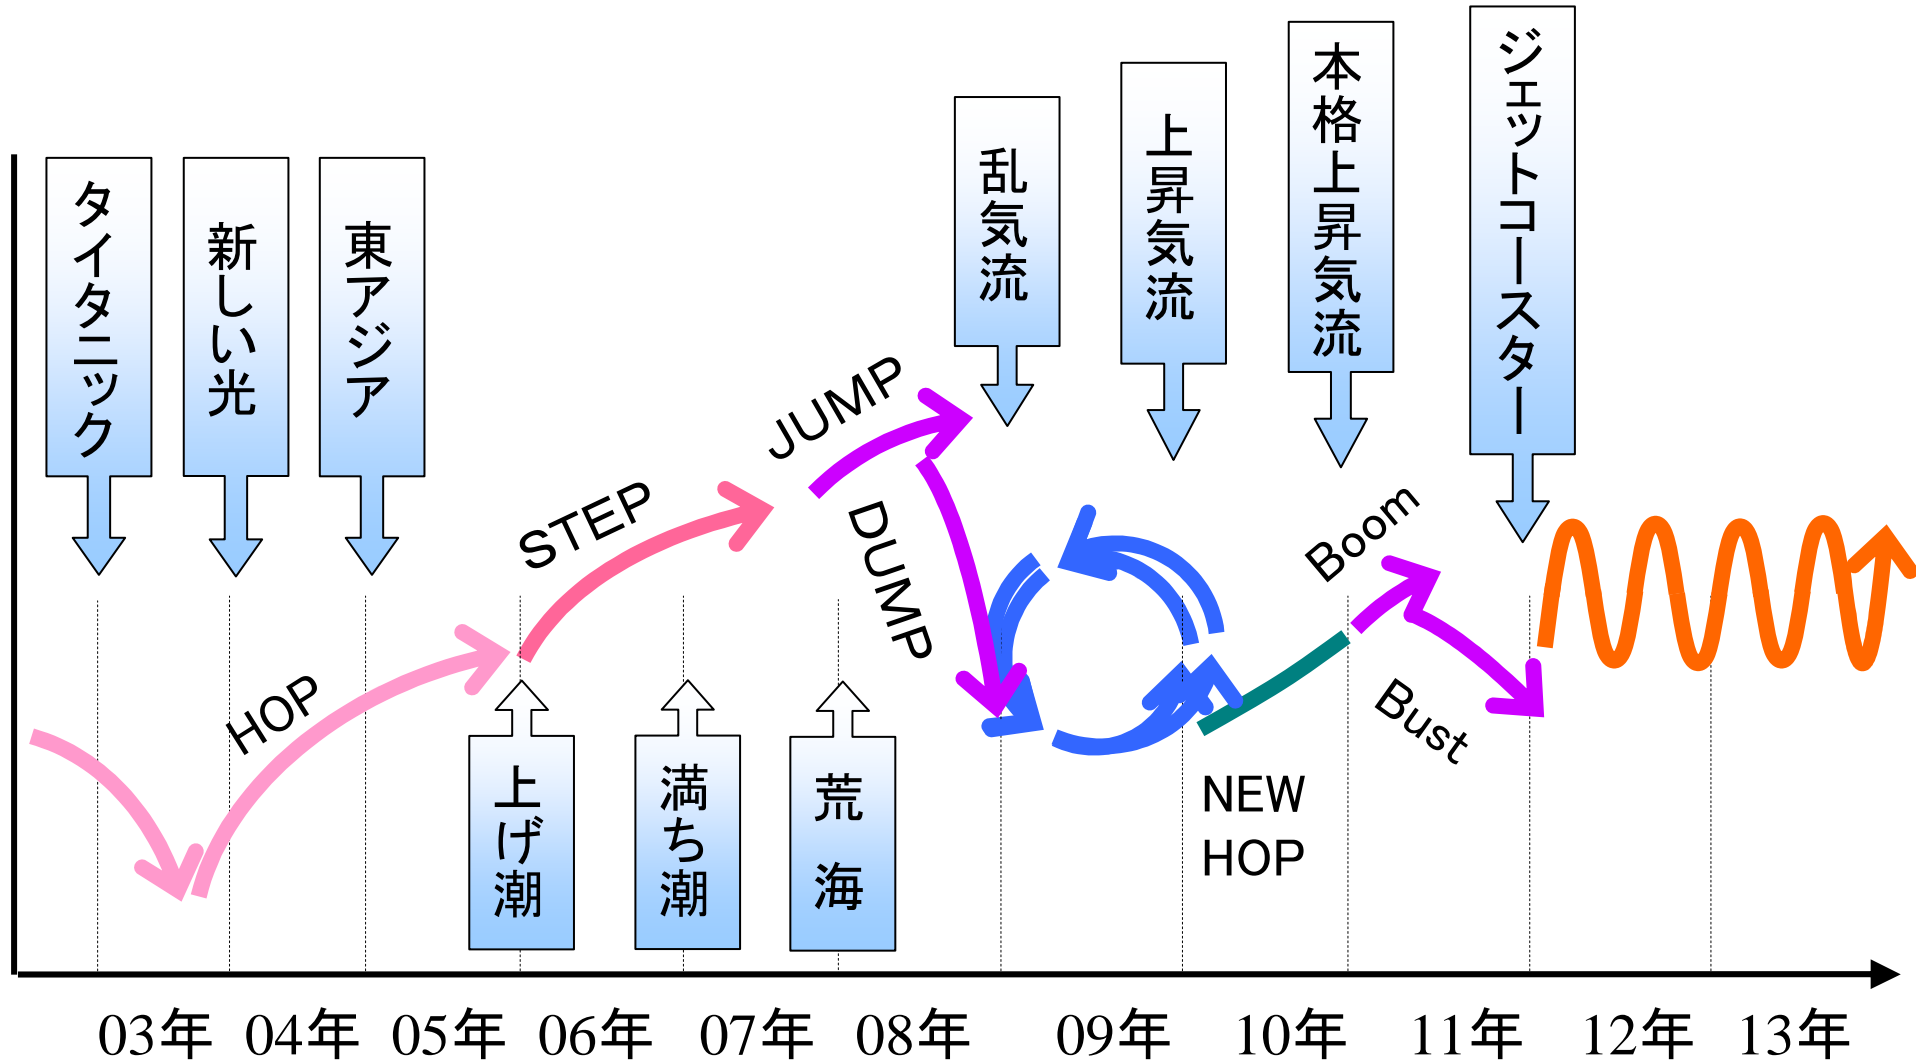 タイタニック
新しい光
東アジア
乱気流
上昇気流
本格上昇気流
ジェットコースター
HOP
STEP
JUMP
DUMP
Boom
Bust
NEW
HOP
上げ潮
満ち潮
荒海
03年 04年 05年 06年 07年 08年 09年 10年 11年 12年 13年